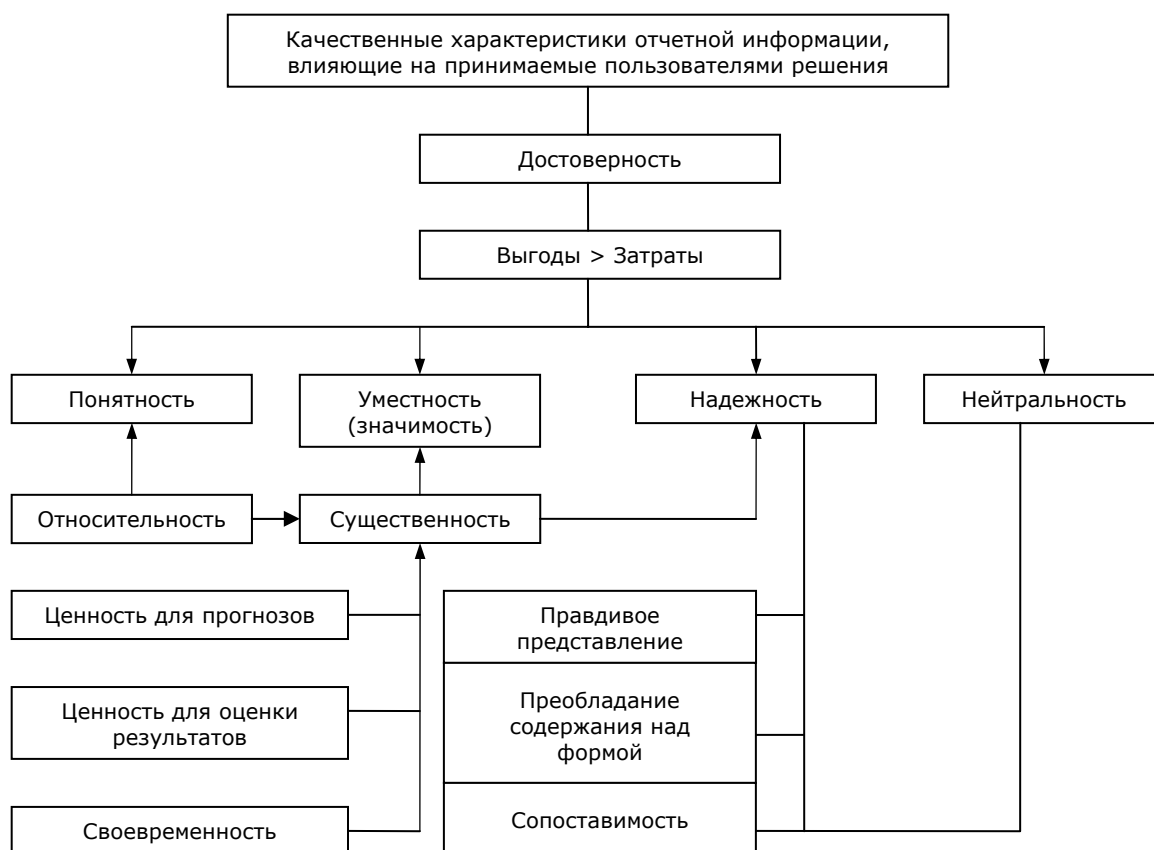 Качественные характеристики отчетной информации,
влияющие на принимаемые пользователями решения
Достоверность
Выгоды > Затраты
Понятность
Уместность
(значимость)
Надежность
Нейтральность
Относительность
Существенность
Ценность для прогнозов
Правдивое
представление
Ценность для оценки
результатов
Преобладание
содержания над
формой
Своевременность
Сопоставимость